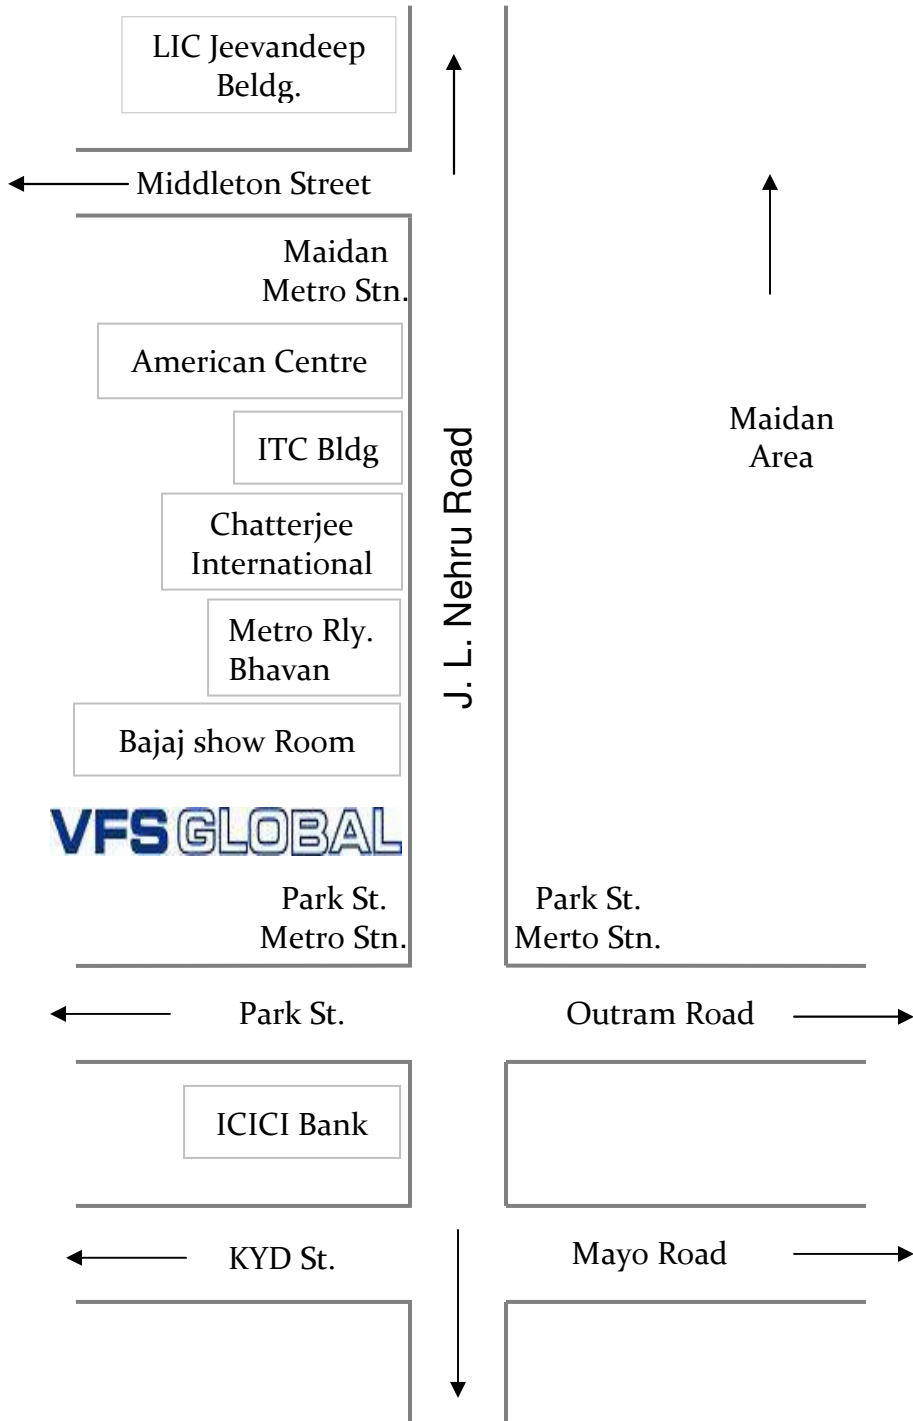 LIC Jeevandeep
Beldg.
Middleton Street
Maidan
Metro Stn.
American Centre
ITC Bldg
Chatterjee
International
Metro Rly.
Bhavan
Bajaj show Room
VFS GLOBAL
Park St.
Metro Stn.
J. L. Nehru Road
Maidan
Area
Park St.
Merto Stn.
Park St.
Outram Road
ICICI Bank
KYD St.
Mayo Road